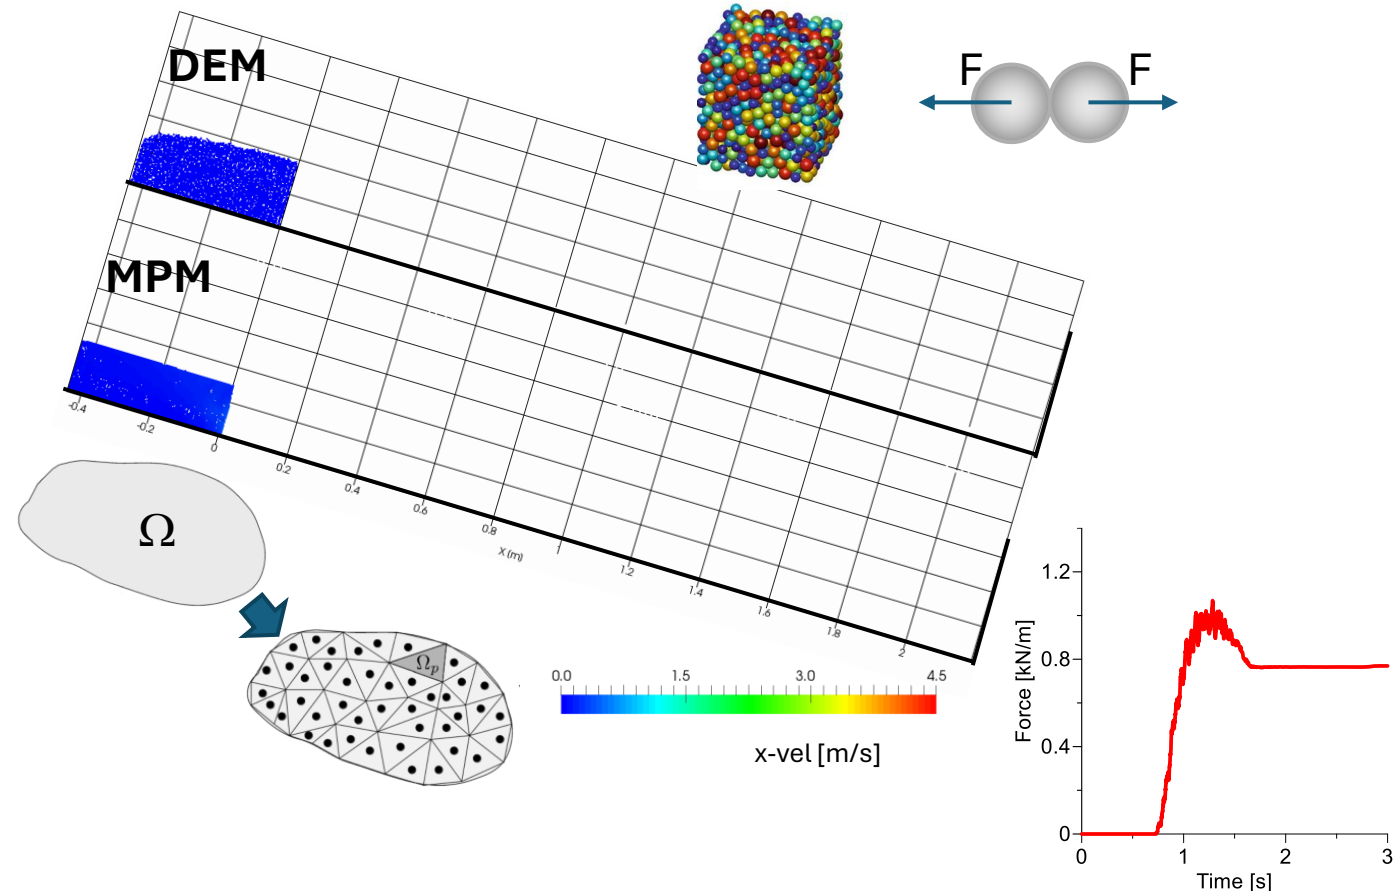 DEM
F F
MPM
-0.4
-0.2
0
0.2
0.4
0.6
0.8
1
1.2
1.4
1.6
1.8
2
X (m)
Ω
Ωp
0.0 1.5 3.0 4.5
x-vel [m/s]
Force [kN/m]
1.2
0.8
0.4
0
0 1 2 3
Time [s]